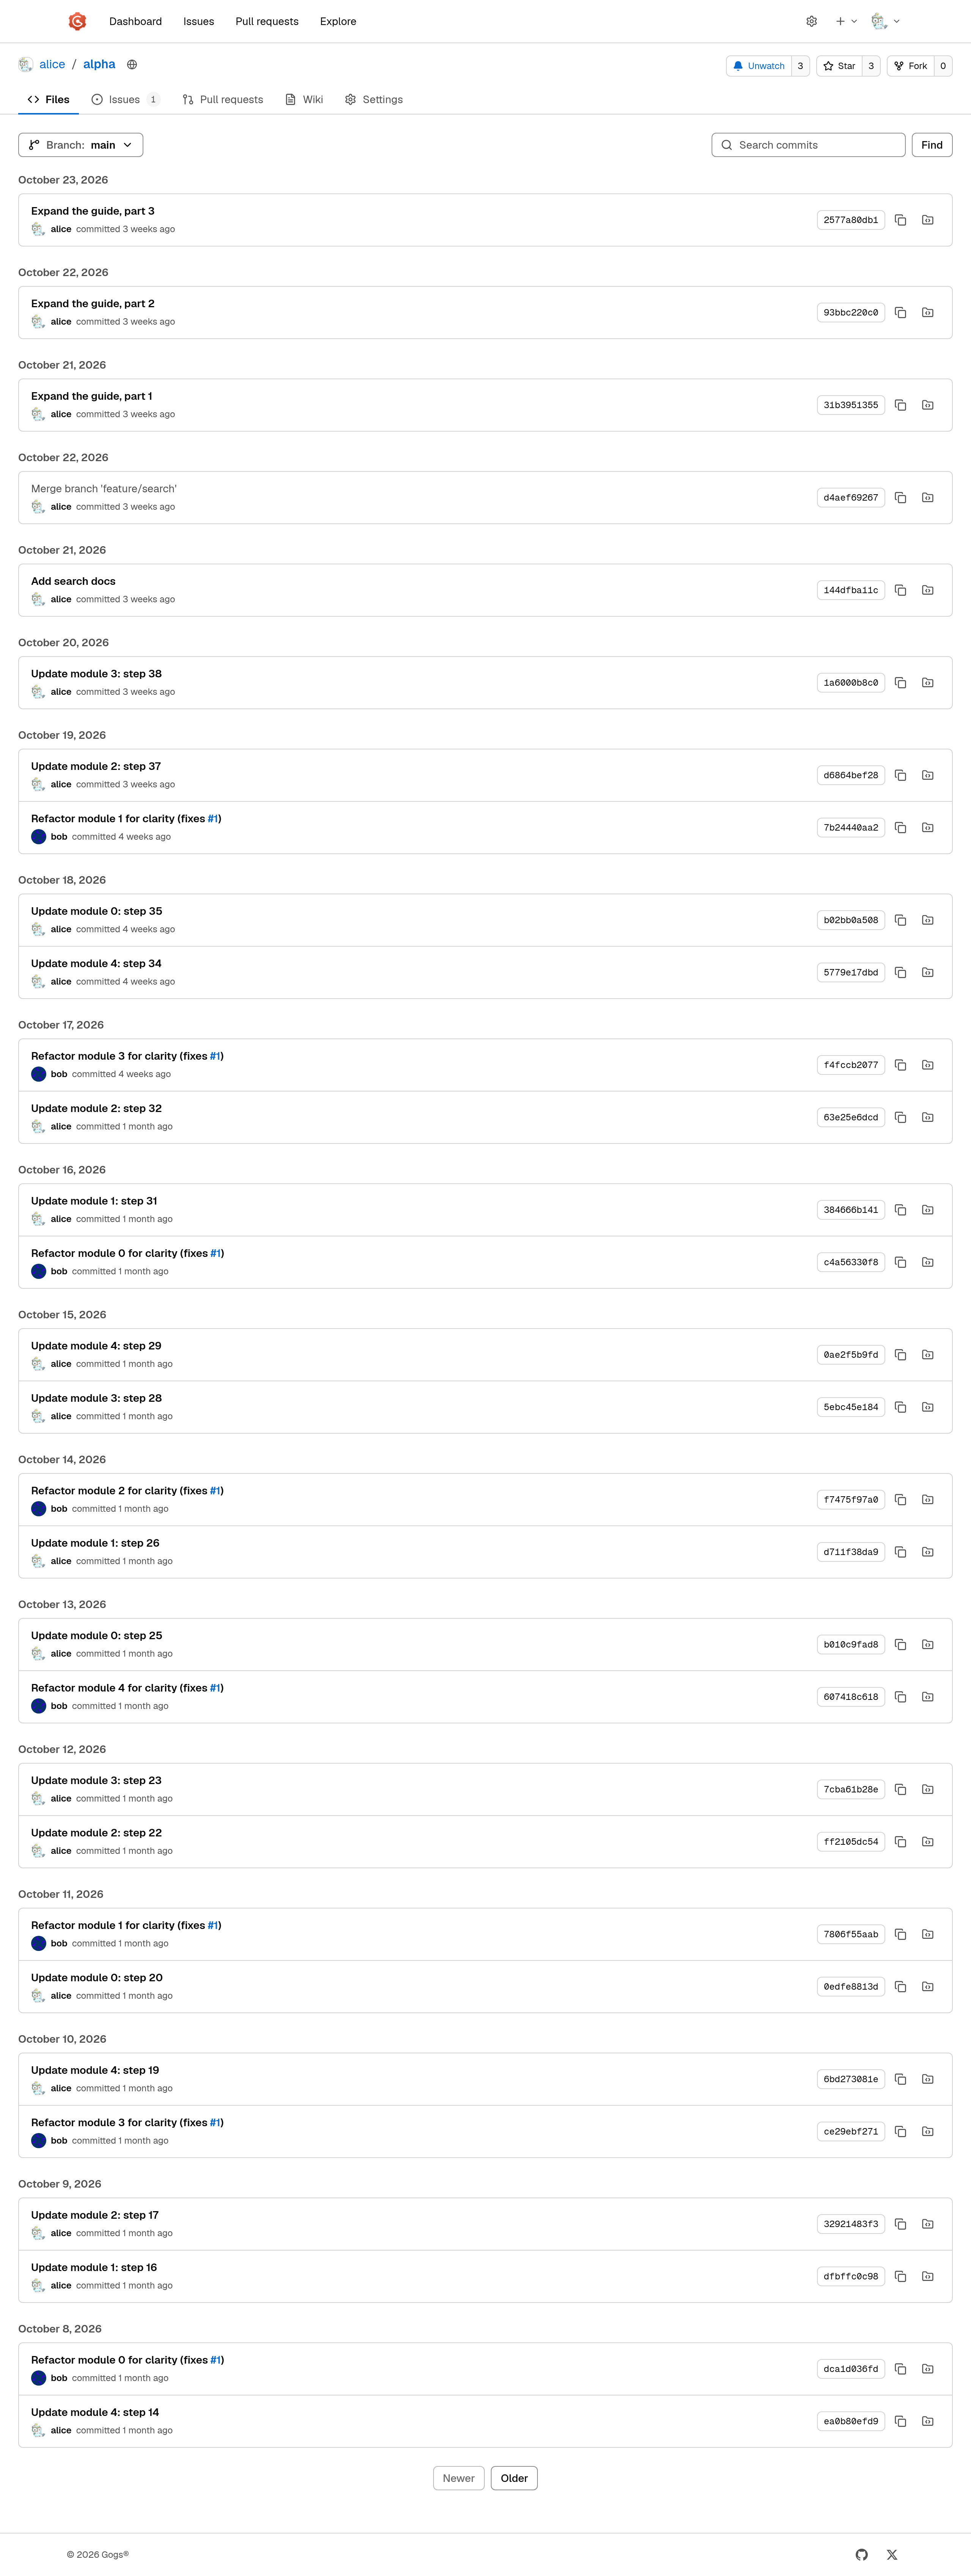 Dashboard Issues Pull requests Explore
alice / alpha Unwatch 3 Star 3 Fork 0
Files Issues 1 Pull requests Wiki Settings
Branch: main Search commits Find
October 23, 2026
Expand the guide, part 3
alice committed 3 weeks ago 2577a80db1
October 22, 2026
Expand the guide, part 2
alice committed 3 weeks ago 93bbc220c0
October 21, 2026
Expand the guide, part 1
alice committed 3 weeks ago 31b3951355
October 22, 2026
Merge branch 'feature/search'
alice committed 3 weeks ago d4aef69267
October 21, 2026
Add search docs
alice committed 3 weeks ago 144dfba11c
October 20, 2026
Update module 3: step 38
alice committed 3 weeks ago 1a6000b8c0
October 19, 2026
Update module 2: step 37
alice committed 3 weeks ago d6864bef28
Refactor module 1 for clarity (fixes #1)
bob committed 4 weeks ago 7b24440aa2
October 18, 2026
Update module 0: step 35
alice committed 4 weeks ago b02bb0a508
Update module 4: step 34
alice committed 4 weeks ago 5779e17dbd
October 17, 2026
Refactor module 3 for clarity (fixes #1)
bob committed 4 weeks ago f4fccb2077
Update module 2: step 32
alice committed 1 month ago 63e25e6dcd
October 16, 2026
Update module 1: step 31
alice committed 1 month ago 384666b141
Refactor module 0 for clarity (fixes #1)
bob committed 1 month ago c4a56330f8
October 15, 2026
Update module 4: step 29
alice committed 1 month ago 0ae2f5b9fd
Update module 3: step 28
alice committed 1 month ago 5ebc45e184
October 14, 2026
Refactor module 2 for clarity (fixes #1)
bob committed 1 month ago f7475f97a0
Update module 1: step 26
alice committed 1 month ago d711f38da9
October 13, 2026
Update module 0: step 25
alice committed 1 month ago b010c9fad8
Refactor module 4 for clarity (fixes #1)
bob committed 1 month ago 607418c618
October 12, 2026
Update module 3: step 23
alice committed 1 month ago 7cba61b28e
Update module 2: step 22
alice committed 1 month ago ff2105dc54
October 11, 2026
Refactor module 1 for clarity (fixes #1)
bob committed 1 month ago 7806f55aab
Update module 0: step 20
alice committed 1 month ago 0edfe8813d
October 10, 2026
Update module 4: step 19
alice committed 1 month ago 6bd273081e
Refactor module 3 for clarity (fixes #1)
bob committed 1 month ago ce29ebf271
October 9, 2026
Update module 2: step 17
alice committed 1 month ago 32921483f3
Update module 1: step 16
alice committed 1 month ago dfbffc0c98
October 8, 2026
Refactor module 0 for clarity (fixes #1)
bob committed 1 month ago dca1d036fd
Update module 4: step 14
alice committed 1 month ago ea0b80efd9
Newer Older
© 2026 Gogs®